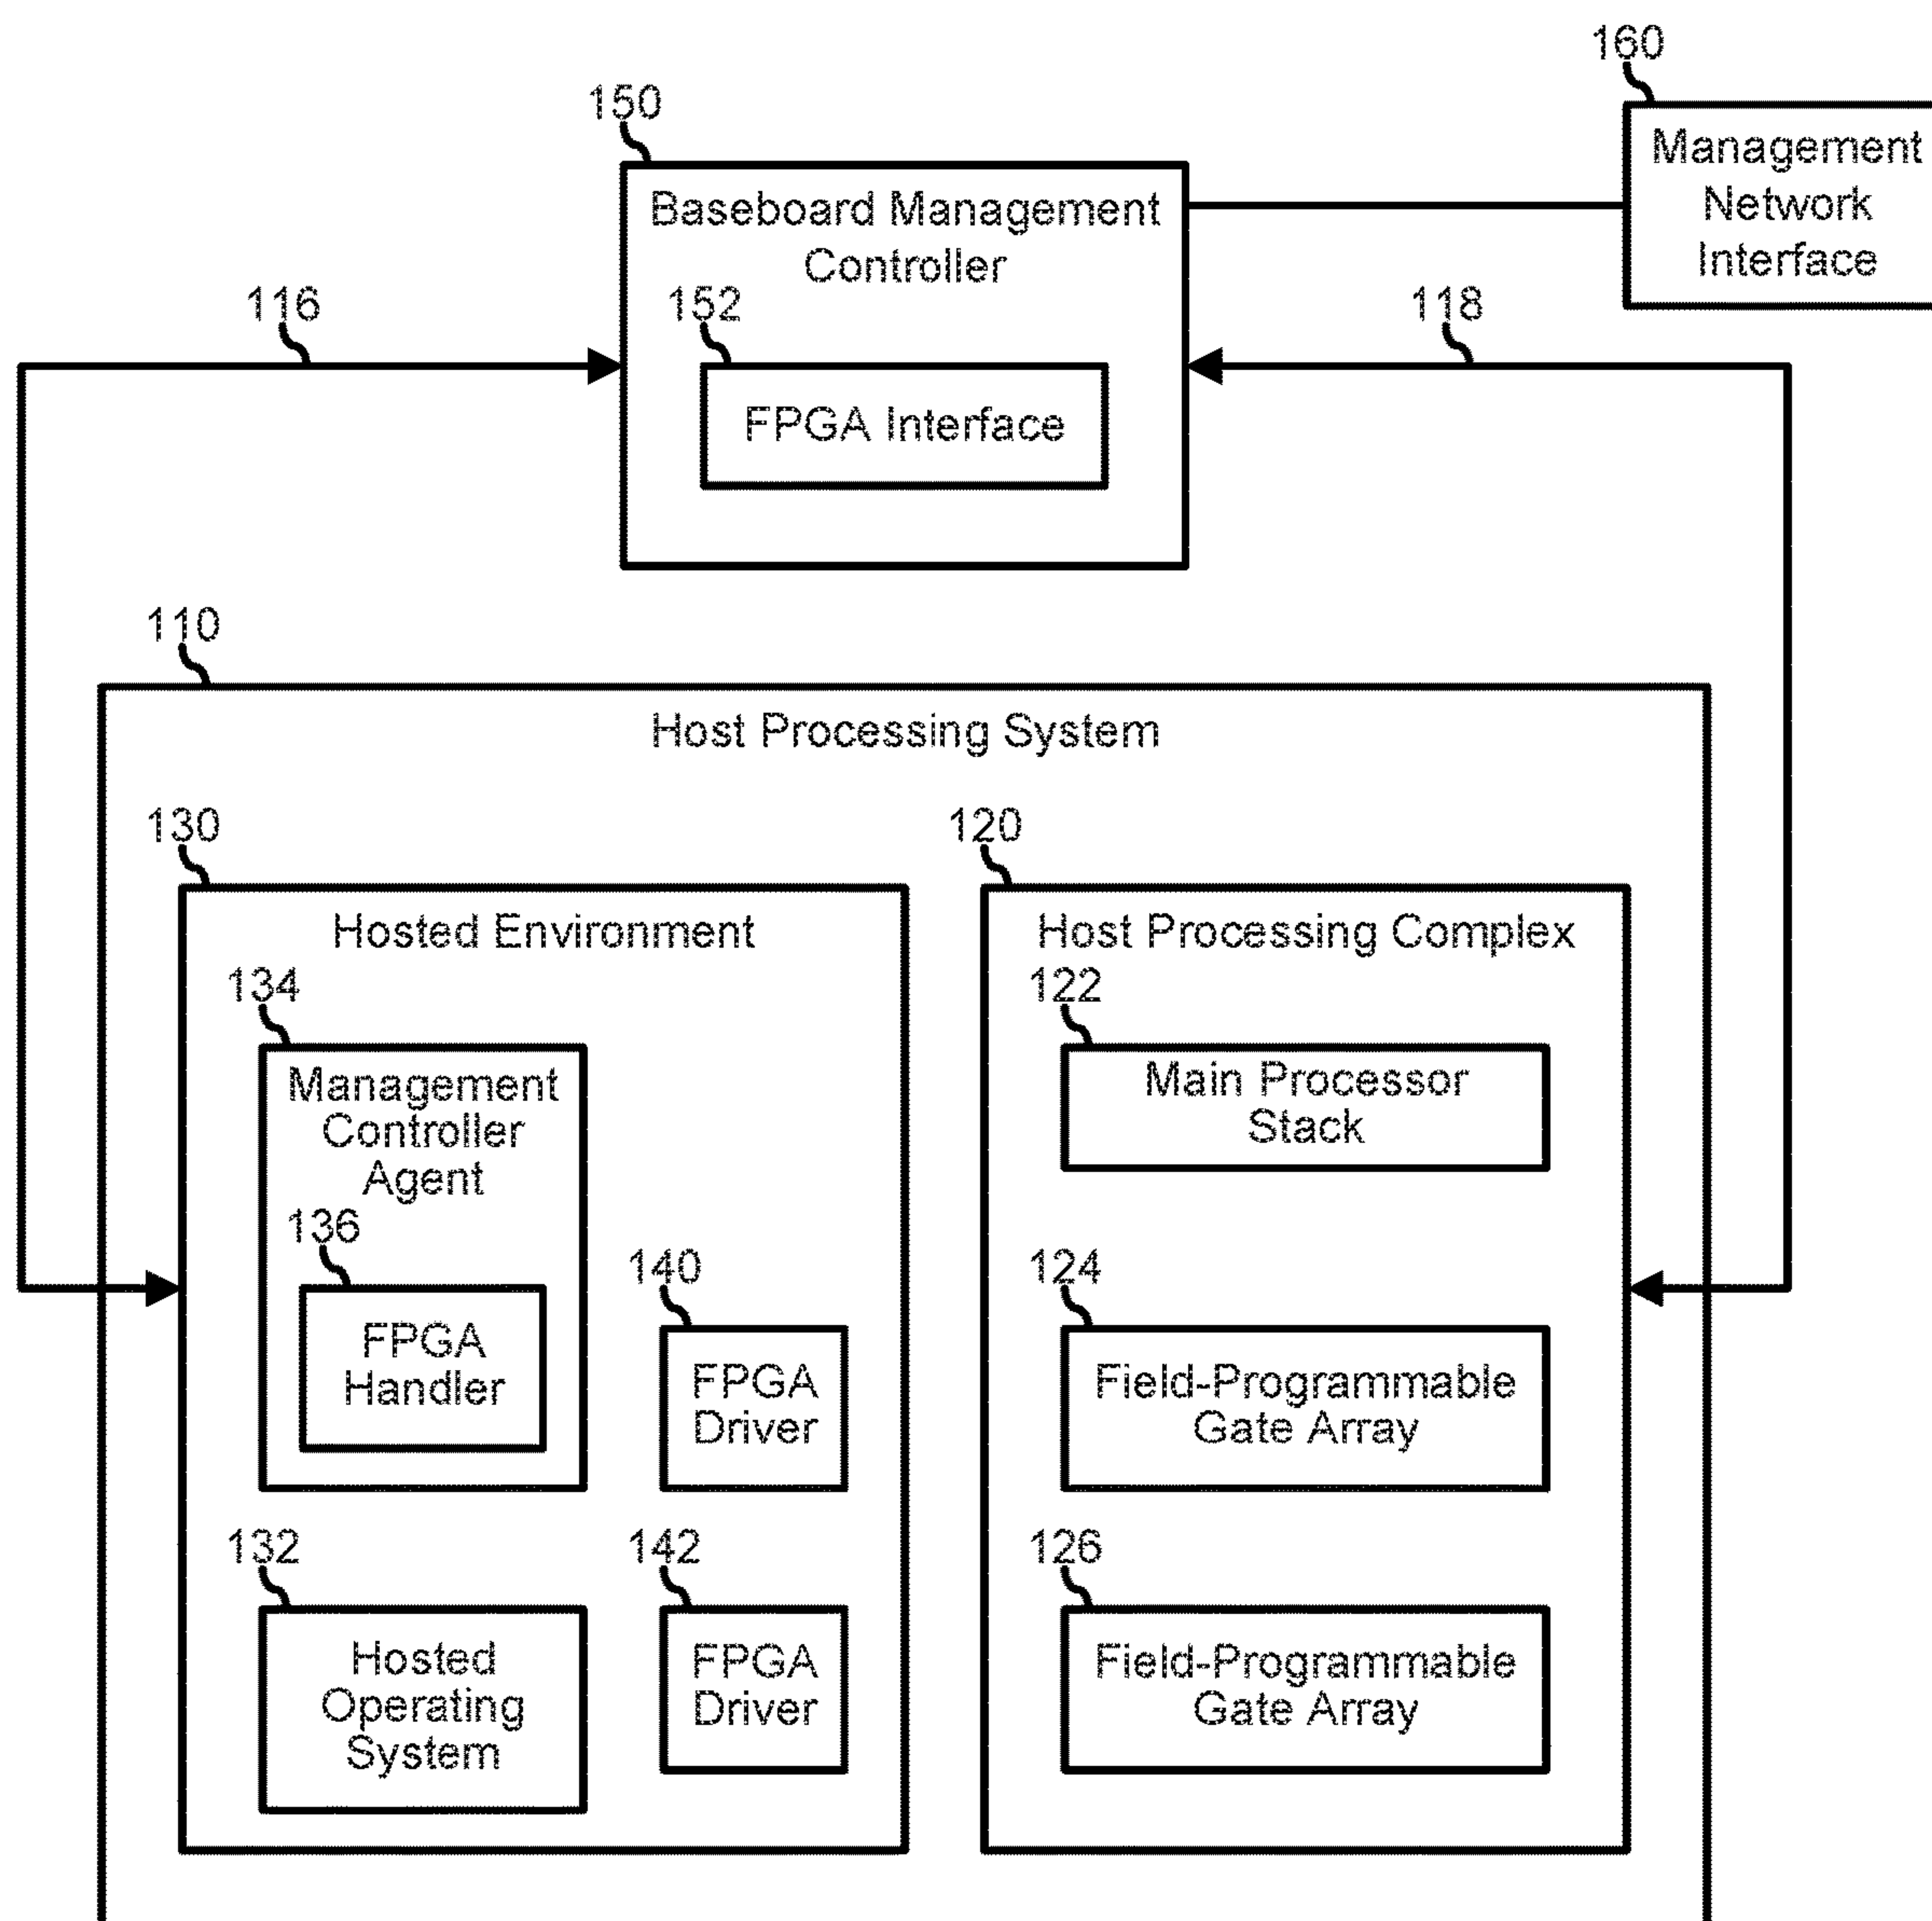 160
Management
Network
Interface
150
Baseboard Management
Controller
152
FPGA Interface
116
118
110
Host Processing System
130
Hosted Environment
134
Management
Controller
Agent
136
FPGA
Handler
140
FPGA
Driver
132
Hosted
Operating
System
142
FPGA
Driver
120
Host Processing Complex
122
Main Processor
Stack
124
Field-Programmable
Gate Array
126
Field-Programmable
Gate Array